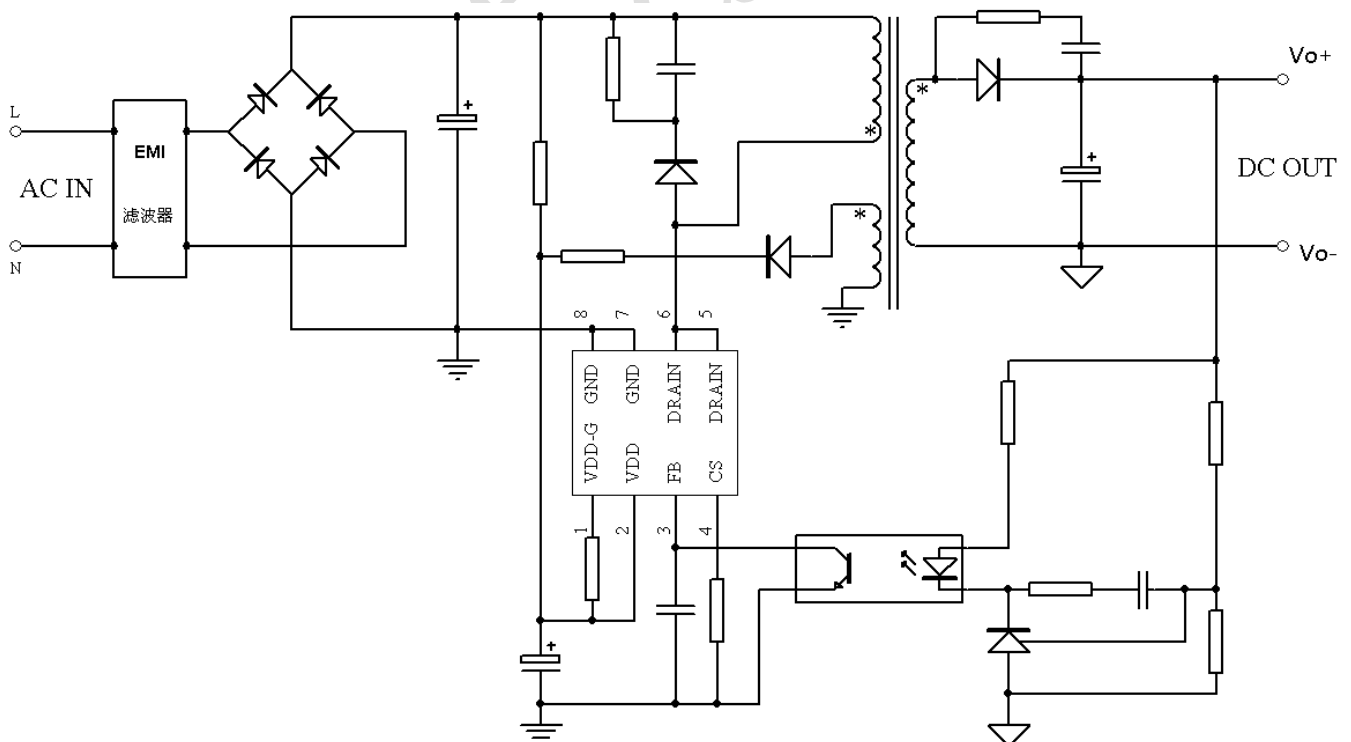 Vo+
L
EMI
AC IN
滤波器
N
DC OUT
Vo-
8
7
6
5
GND
GND
DRAIN
DRAIN
VDD-G
VDD
FB
CS
1
2
3
4